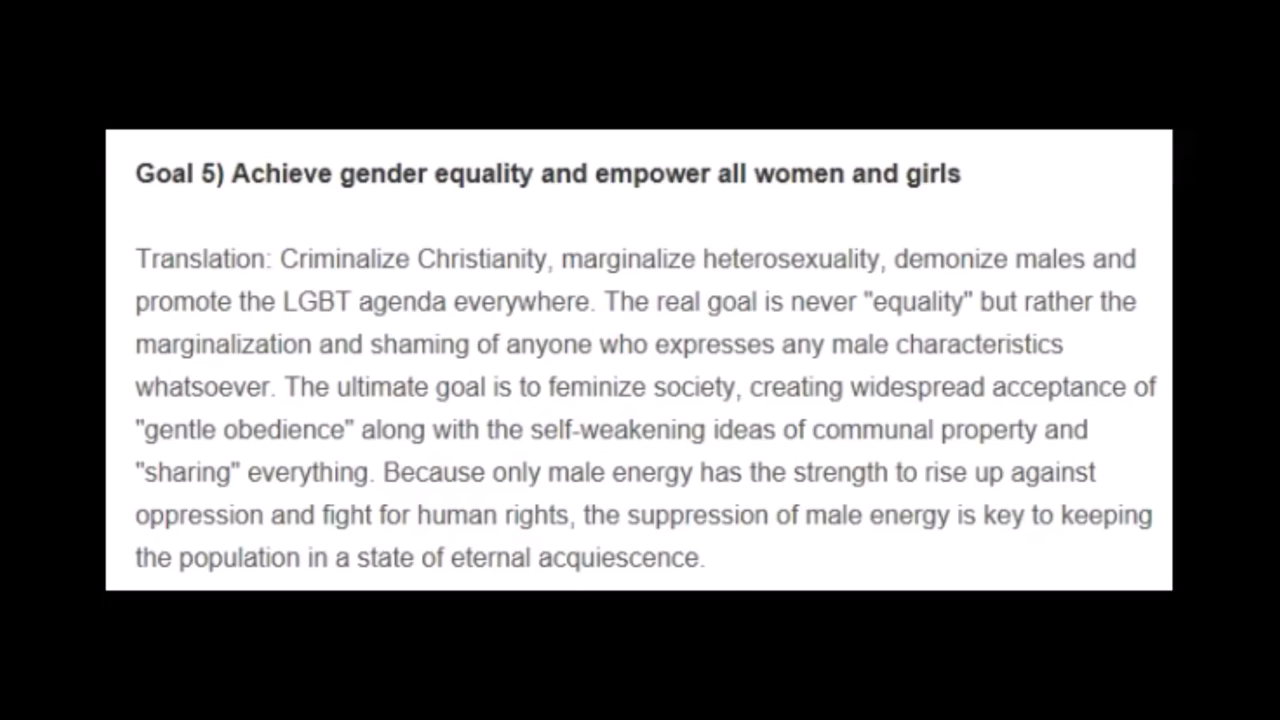 Goal 5) Achieve gender equality and empower all women and girls
Translation: Criminalize Christianity, marginalize heterosexuality, demonize males and
promote the LGBT agenda everywhere. The real goal is never "equality" but rather the
marginalization and shaming of anyone who expresses any male characteristics
whatsoever. The ultimate goal is to feminize society, creating widespread acceptance of
"gentle obedience" along with the self-weakening ideas of communal property and
"sharing" everything. Because only male energy has the strength to rise up against
oppression and fight for human rights, the suppression of male energy is key to keeping
the population in a state of eternal acquiescence.